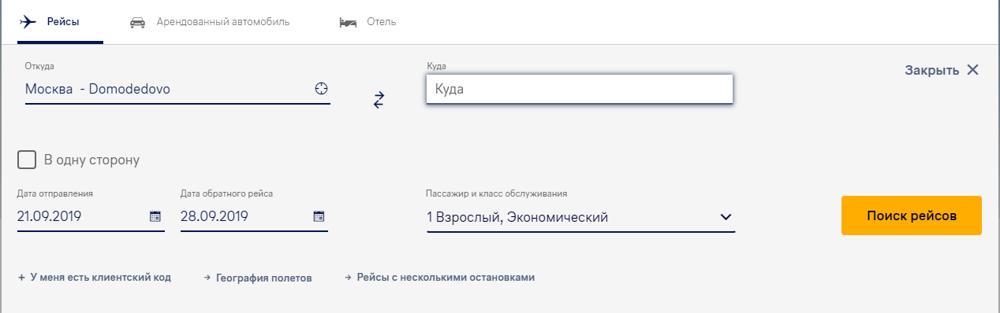 Рейсы Арендованный автомобиль Отель
Откуда Куда
Закрыть
Москва - Domodedovo Куда
В одну сторону
Дата отправления Дата обратного рейса Пассажир и класс обслуживания
21.09.2019 28.09.2019 1 Взрослый, Экономический Поиск рейсов
+ У меня есть клиентский код География полетов Рейсы с несколькими остановками